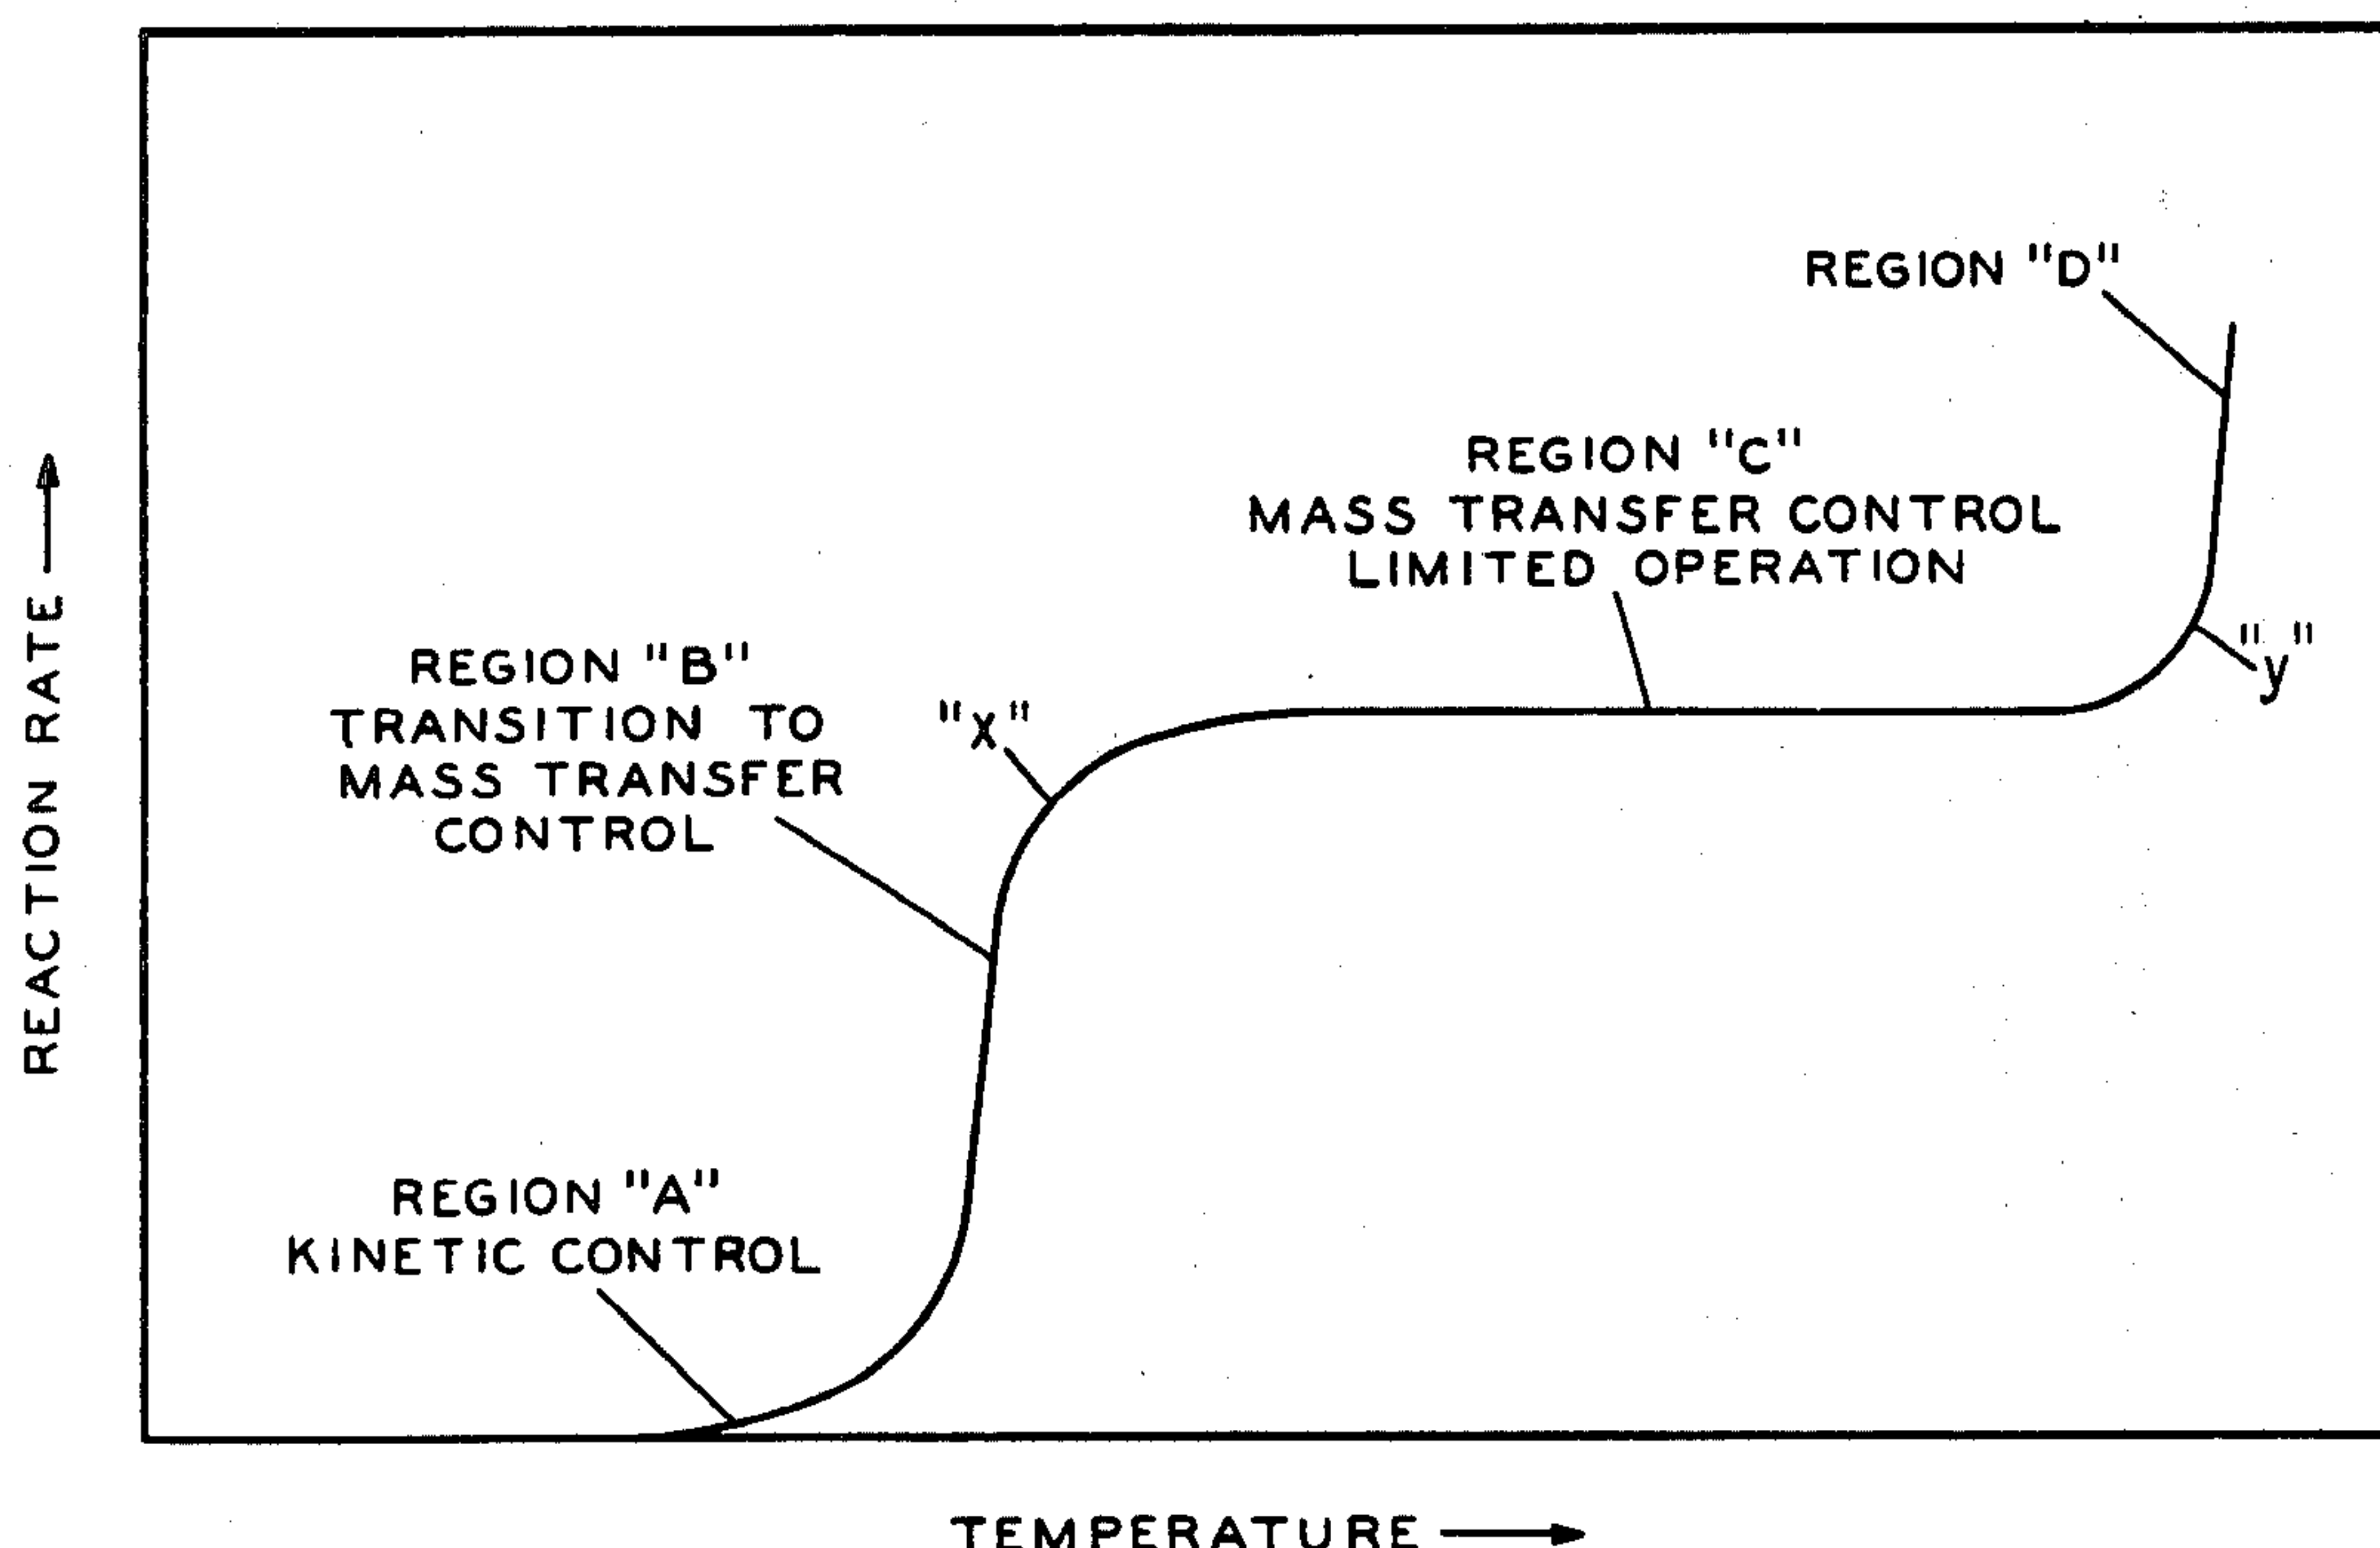 REGION "D"
REGION "C"
MASS TRANSFER CONTROL
LIMITED OPERATION
REGION "B"
TRANSITION TO
MASS TRANSFER
CONTROL
"x"
"y"
REGION "A"
KINETIC CONTROL
REACTION RATE
TEMPERATURE